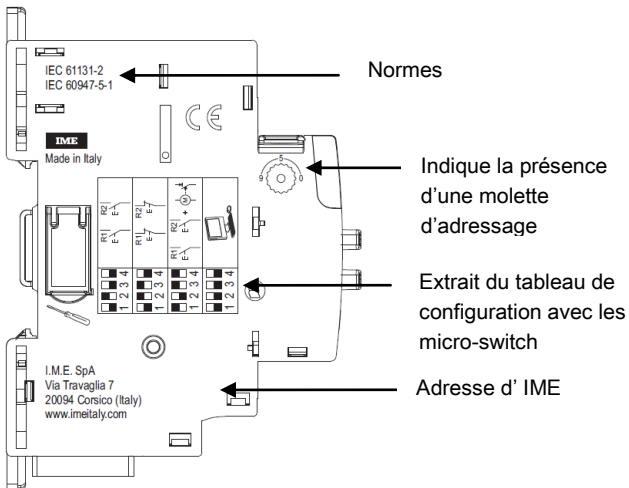 IEC 61131-2
IEC 60947-5-1
Normes
CE
IME
Made in Italy
5
9 0
Indique la présence
d'une molette
d'adressage
R2 R2 R2 + M
R1 R1 R1
E E E
E E E
4 4 4 4
3 3 3 3
2 2 2 2
1 1 1 1
Extrait du tableau de
configuration avec les
micro-switch
I.M.E. SpA
Via Travaglia 7
20094 Corsico (Italy)
www.imeitaly.com
Adresse d' IME